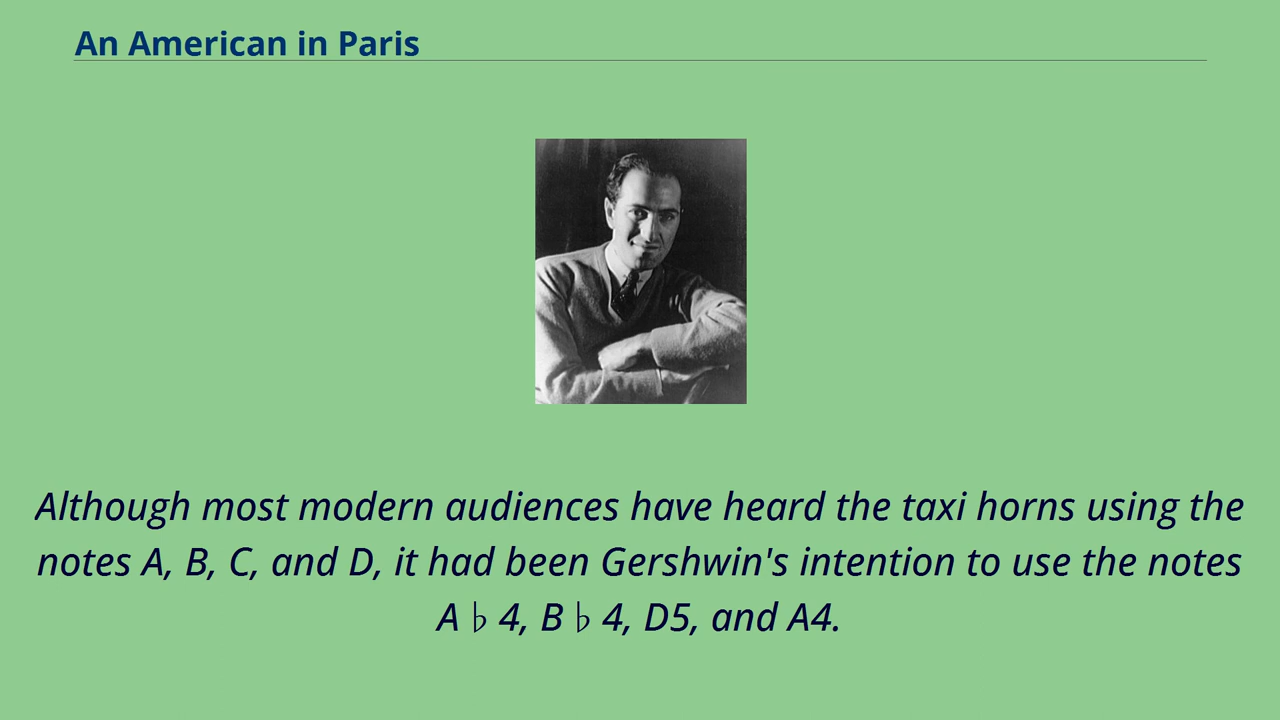 An American in Paris
Although most modern audiences have heard the taxi horns using the
notes A, B, C, and D, it had been Gershwin's intention to use the notes
A ♭ 4, B ♭ 4, D5, and A4.